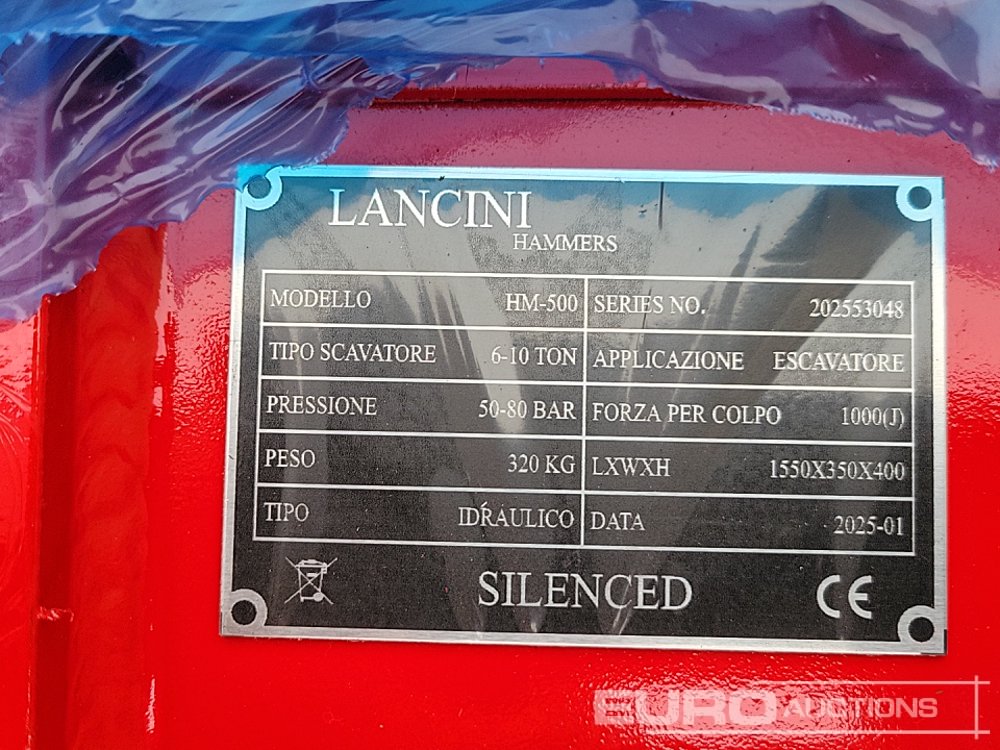 LANCINI
HAMMERS
MODELLO HM-500 SERIES NO. 202553048
TIPO SCAVATORE 6-10 TON APPLICAZIONE ESCAVATORE
PRESSIONE 50-80 BAR FORZA PER COLPO 1000(J)
PESO 320 KG LXWXH 1550X350X400
TIPO IDRAULICO DATA 2025-01
SILENCED CE
EURO AUCTIONS